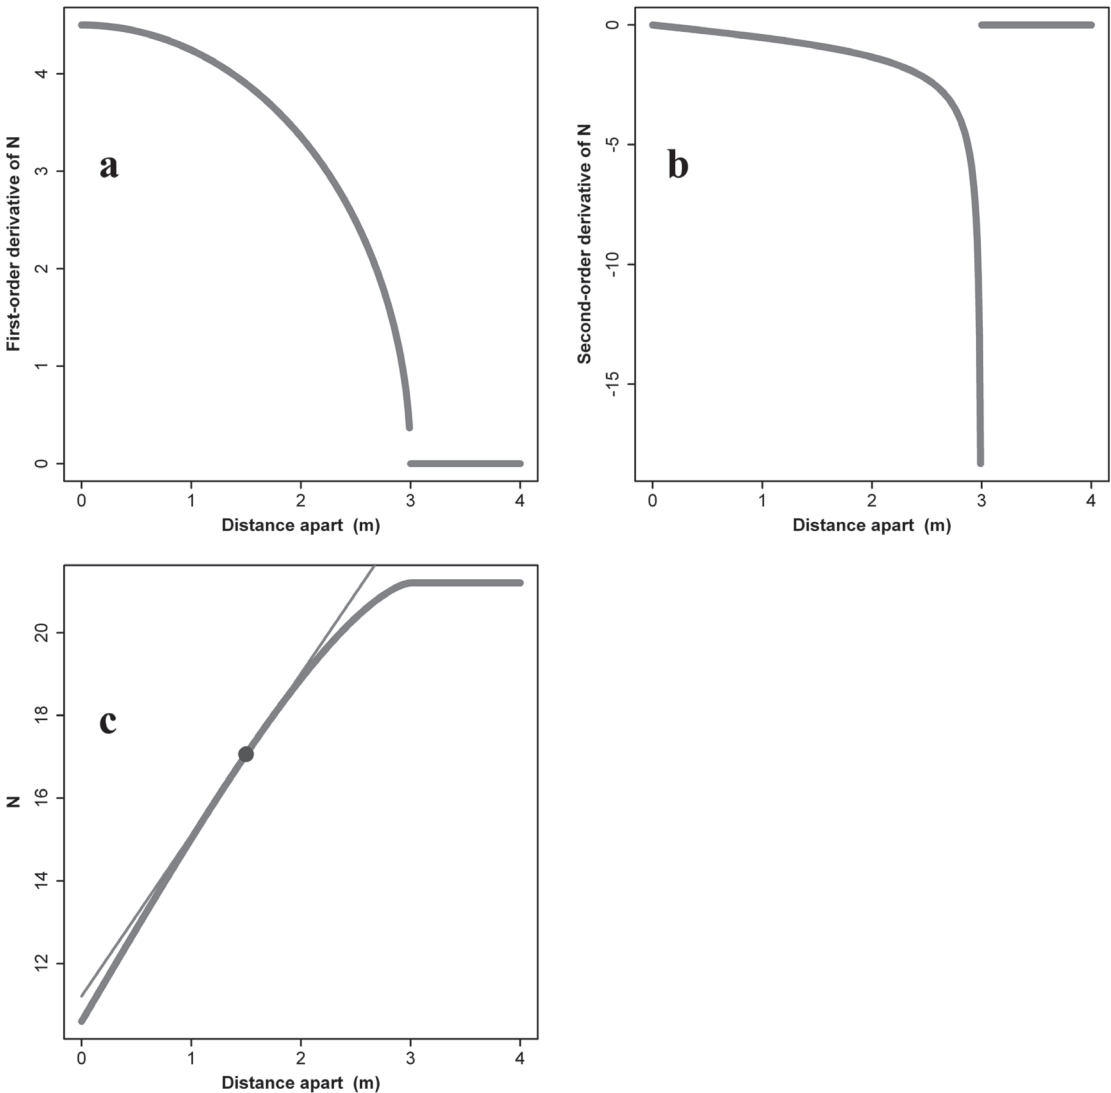 First-order derivative of N
4
3
2
1
0
a
0 1 2 3 4
Distance apart (m)
Second-order derivative of N
0
-5
-10
-15
b
0 1 2 3 4
Distance apart (m)
N
20
18
16
14
12
c
0 1 2 3 4
Distance apart (m)